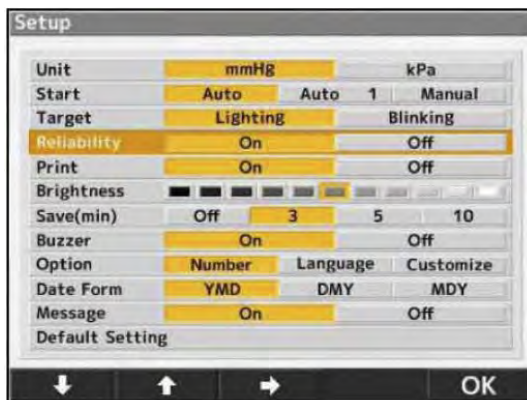 Setup
Unit mmHg kPa
Start Auto Auto 1 Manual
Target Lighting Blinking
Reliability On Off
Print On Off
Brightness
Save(min) Off 3 5 10
Buzzer On Off
Option Number Language Customize
Date Form YMD DMY MDY
Message On Off
Default Setting
OK